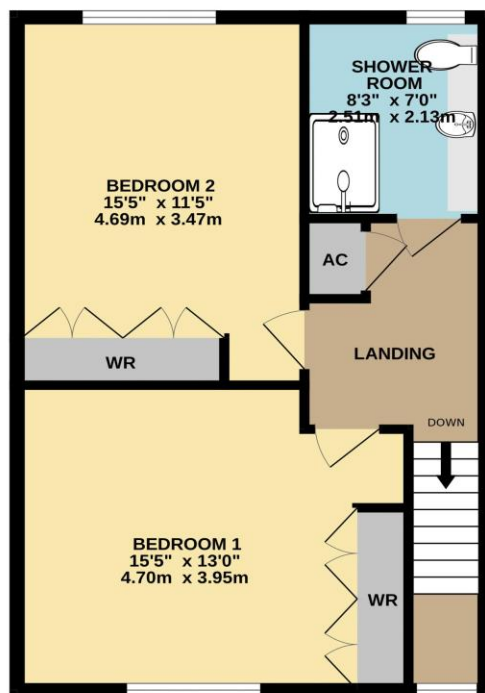 SHOWER
ROOM
8'3" x 7'0"
2.51m x 2.13m
BEDROOM 2
15'5" x 11'5"
4.69m x 3.47m
AC
WR
LANDING
DOWN
BEDROOM 1
15'5" x 13'0"
4.70m x 3.95m
WR